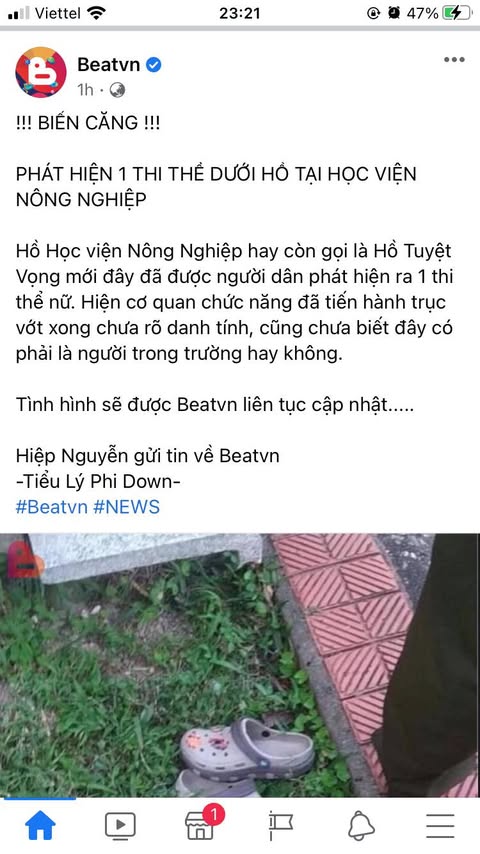 Viettel 23:21 47%
Beatvn
1h ·
!!! BIẾN CĂNG !!!
PHÁT HIỆN 1 THI THỂ DƯỚI HỒ TẠI HỌC VIỆN
NÔNG NGHIỆP
Hồ Học viện Nông Nghiệp hay còn gọi là Hồ Tuyệt
Vọng mới đây đã được người dân phát hiện ra 1 thi
thể nữ. Hiện cơ quan chức năng đã tiến hành trục
vớt xong chưa rõ danh tính, cũng chưa biết đây có
phải là người trong trường hay không.
Tình hình sẽ được Beatvn liên tục cập nhật.....
Hiệp Nguyễn gửi tin về Beatvn
-Tiểu Lý Phi Down-
#Beatvn #NEWS
1